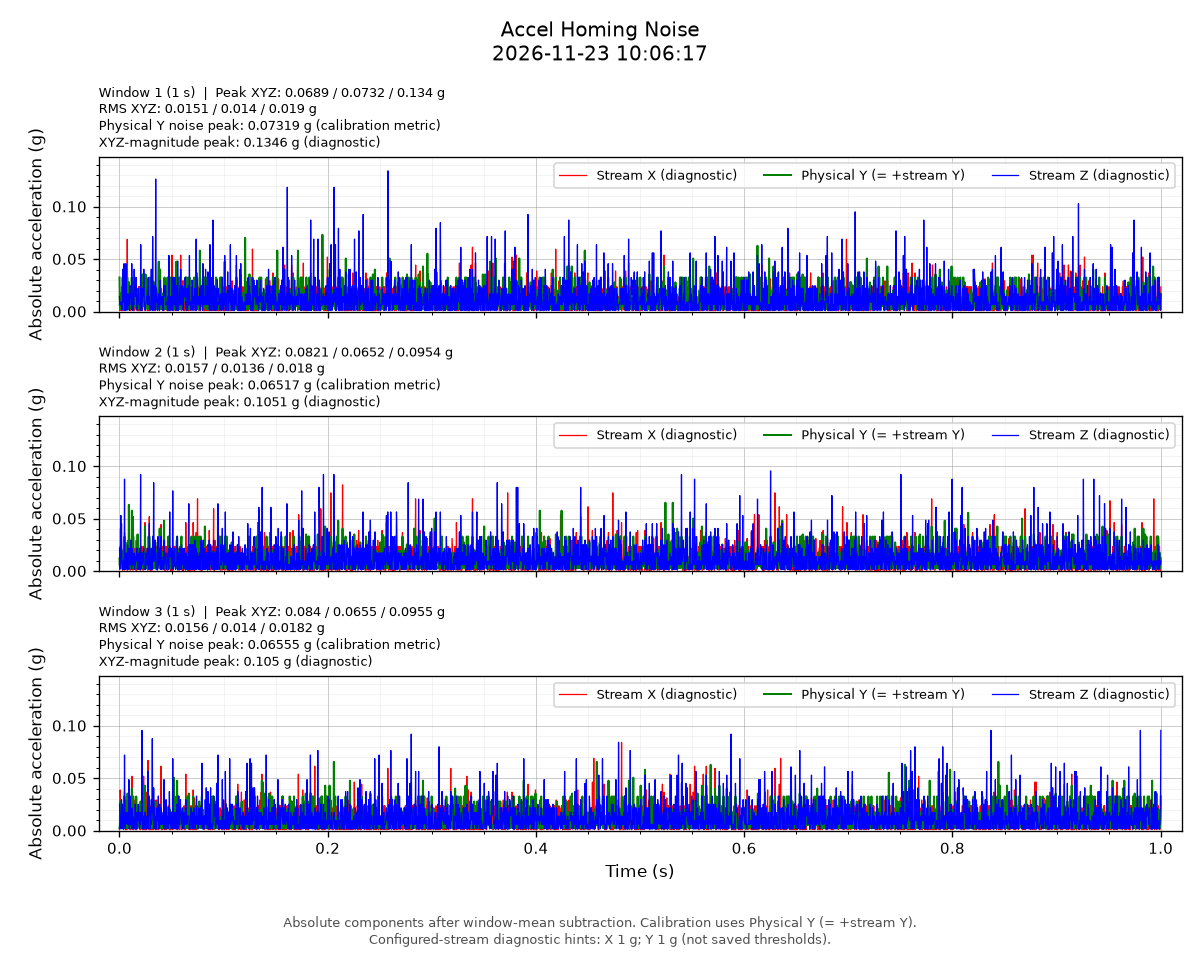 Accel Homing Noise
2026-11-23 10:06:17
Window 1 (1 s)  |  Peak XYZ: 0.0689 / 0.0732 / 0.134 g
RMS XYZ: 0.0151 / 0.014 / 0.019 g
Physical Y noise peak: 0.07319 g (calibration metric)
XYZ-magnitude peak: 0.1346 g (diagnostic)
Absolute acceleration (g)
0.10
0.05
0.00
Stream X (diagnostic)
Physical Y (= +stream Y)
Stream Z (diagnostic)
Window 2 (1 s)  |  Peak XYZ: 0.0821 / 0.0652 / 0.0954 g
RMS XYZ: 0.0157 / 0.0136 / 0.018 g
Physical Y noise peak: 0.06517 g (calibration metric)
XYZ-magnitude peak: 0.1051 g (diagnostic)
Absolute acceleration (g)
0.10
0.05
0.00
Stream X (diagnostic)
Physical Y (= +stream Y)
Stream Z (diagnostic)
Window 3 (1 s)  |  Peak XYZ: 0.084 / 0.0655 / 0.0955 g
RMS XYZ: 0.0156 / 0.014 / 0.0182 g
Physical Y noise peak: 0.06555 g (calibration metric)
XYZ-magnitude peak: 0.105 g (diagnostic)
Absolute acceleration (g)
0.10
0.05
0.00
Stream X (diagnostic)
Physical Y (= +stream Y)
Stream Z (diagnostic)
0.0 0.2 0.4 0.6 0.8 1.0
Time (s)
Absolute components after window-mean subtraction. Calibration uses Physical Y (= +stream Y).
Configured-stream diagnostic hints: X 1 g; Y 1 g (not saved thresholds).